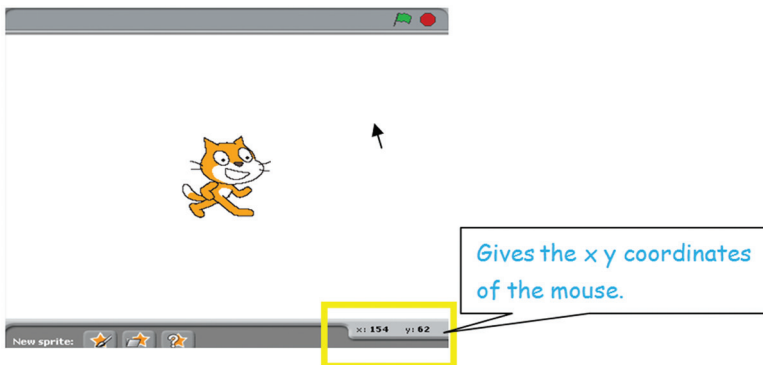 Gives the x y coordinates
of the mouse.
x: 154 y: 62
New sprite: